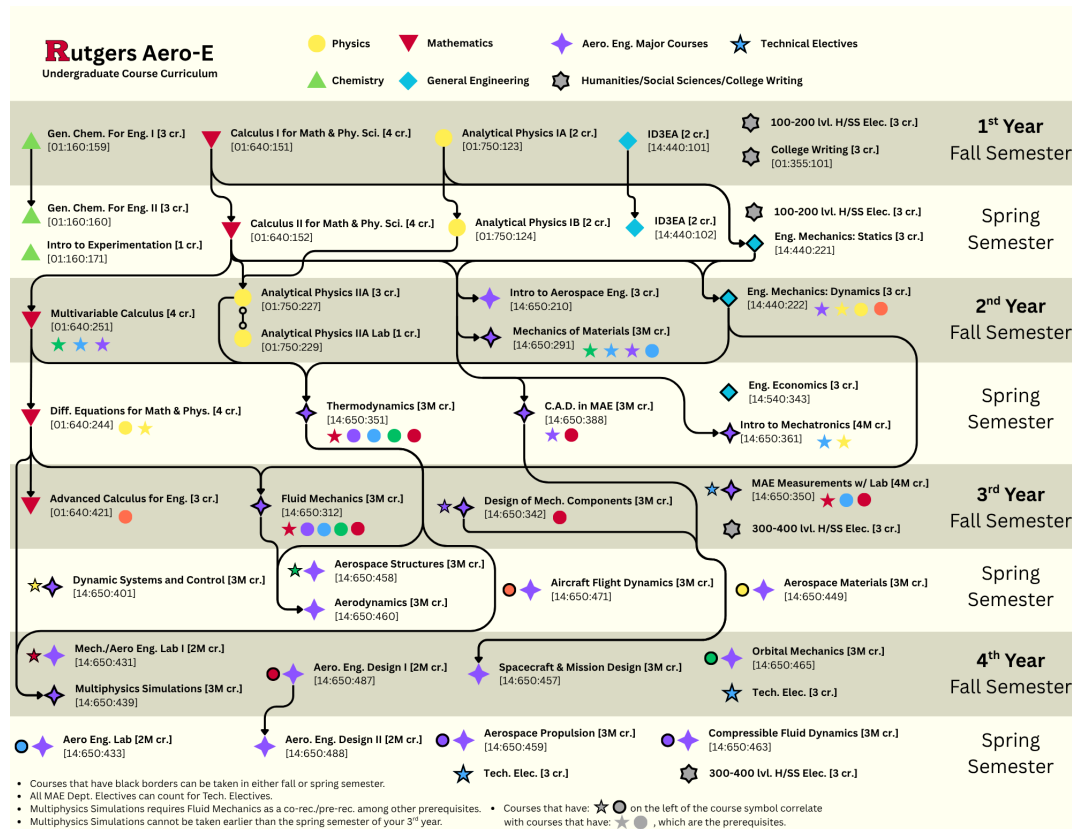 Rutgers Aero-E
Undergraduate Course Curriculum
Physics
Mathematics
Aero. Eng. Major Courses
Technical Electives
Chemistry
General Engineering
Humanities/Social Sciences/College Writing
Gen. Chem. For Eng. I [3 cr.]
[01:160:159]
Calculus I for Math & Phy. Sci. [4 cr.]
[01:640:151]
Analytical Physics IA [2 cr.]
[01:750:123]
ID3EA [2 cr.]
[14:440:101]
100-200 lvl. H/SS Elec. [3 cr.]
College Writing [3 cr.]
[01:355:101]
1st Year
Fall Semester
Gen. Chem. For Eng. II [3 cr.]
[01:160:160]
Intro to Experimentation [1 cr.]
[01:160:171]
Calculus II for Math & Phy. Sci. [4 cr.]
[01:640:152]
Analytical Physics IB [2 cr.]
[01:750:124]
ID3EA [2 cr.]
[14:440:102]
100-200 lvl. H/SS Elec. [3 cr.]
Eng. Mechanics: Statics [3 cr.]
[14:440:221]
Spring
Semester
Multivariable Calculus [4 cr.]
[01:640:251]
Analytical Physics IIA [3 cr.]
[01:750:227]
Analytical Physics IIA Lab [1 cr.]
[01:750:229]
Intro to Aerospace Eng. [3 cr.]
[14:650:210]
Mechanics of Materials [3M cr.]
[14:650:291]
Eng. Mechanics: Dynamics [3 cr.]
[14:440:222]
2nd Year
Fall Semester
Diff. Equations for Math & Phys. [4 cr.]
[01:640:244]
Thermodynamics [3M cr.]
[14:650:351]
C.A.D. in MAE [3M cr.]
[14:650:388]
Eng. Economics [3 cr.]
[14:540:343]
Intro to Mechatronics [4M cr.]
[14:650:361]
Spring
Semester
Advanced Calculus for Eng. [3 cr.]
[01:640:421]
Fluid Mechanics [3M cr.]
[14:650:312]
Design of Mech. Components [3M cr.]
[14:650:342]
MAE Measurements w/ Lab [4M cr.]
[14:650:350]
300-400 lvl. H/SS Elec. [3 cr.]
3rd Year
Fall Semester
Dynamic Systems and Control [3M cr.]
[14:650:401]
Aerospace Structures [3M cr.]
[14:650:458]
Aerodynamics [3M cr.]
[14:650:460]
Aircraft Flight Dynamics [3M cr.]
[14:650:471]
Aerospace Materials [3M cr.]
[14:650:449]
Spring
Semester
Mech./Aero Eng. Lab I [2M cr.]
[14:650:431]
Multiphysics Simulations [3M cr.]
[14:650:439]
Aero. Eng. Design I [2M cr.]
[14:650:487]
Spacecraft & Mission Design [3M cr.]
[14:650:457]
Orbital Mechanics [3M cr.]
[14:650:465]
Tech. Elec. [3 cr.]
4th Year
Fall Semester
Aero Eng. Lab [2M cr.]
[14:650:433]
Aero. Eng. Design II [2M cr.]
[14:650:488]
Aerospace Propulsion [3M cr.]
[14:650:459]
Tech. Elec. [3 cr.]
Compressible Fluid Dynamics [3M cr.]
[14:650:463]
300-400 lvl. H/SS Elec. [3 cr.]
Spring
Semester
• Courses that have black borders can be taken in either fall or spring semester.
• All MAE Dept. Electives can count for Tech. Electives.
• Multiphysics Simulations requires Fluid Mechanics as a co-rec./pre-rec. among other prerequisites.
• Multiphysics Simulations cannot be taken earlier than the spring semester of your 3rd year.
• Courses that have: on the left of the course symbol correlate
with courses that have: , which are the prerequisites.